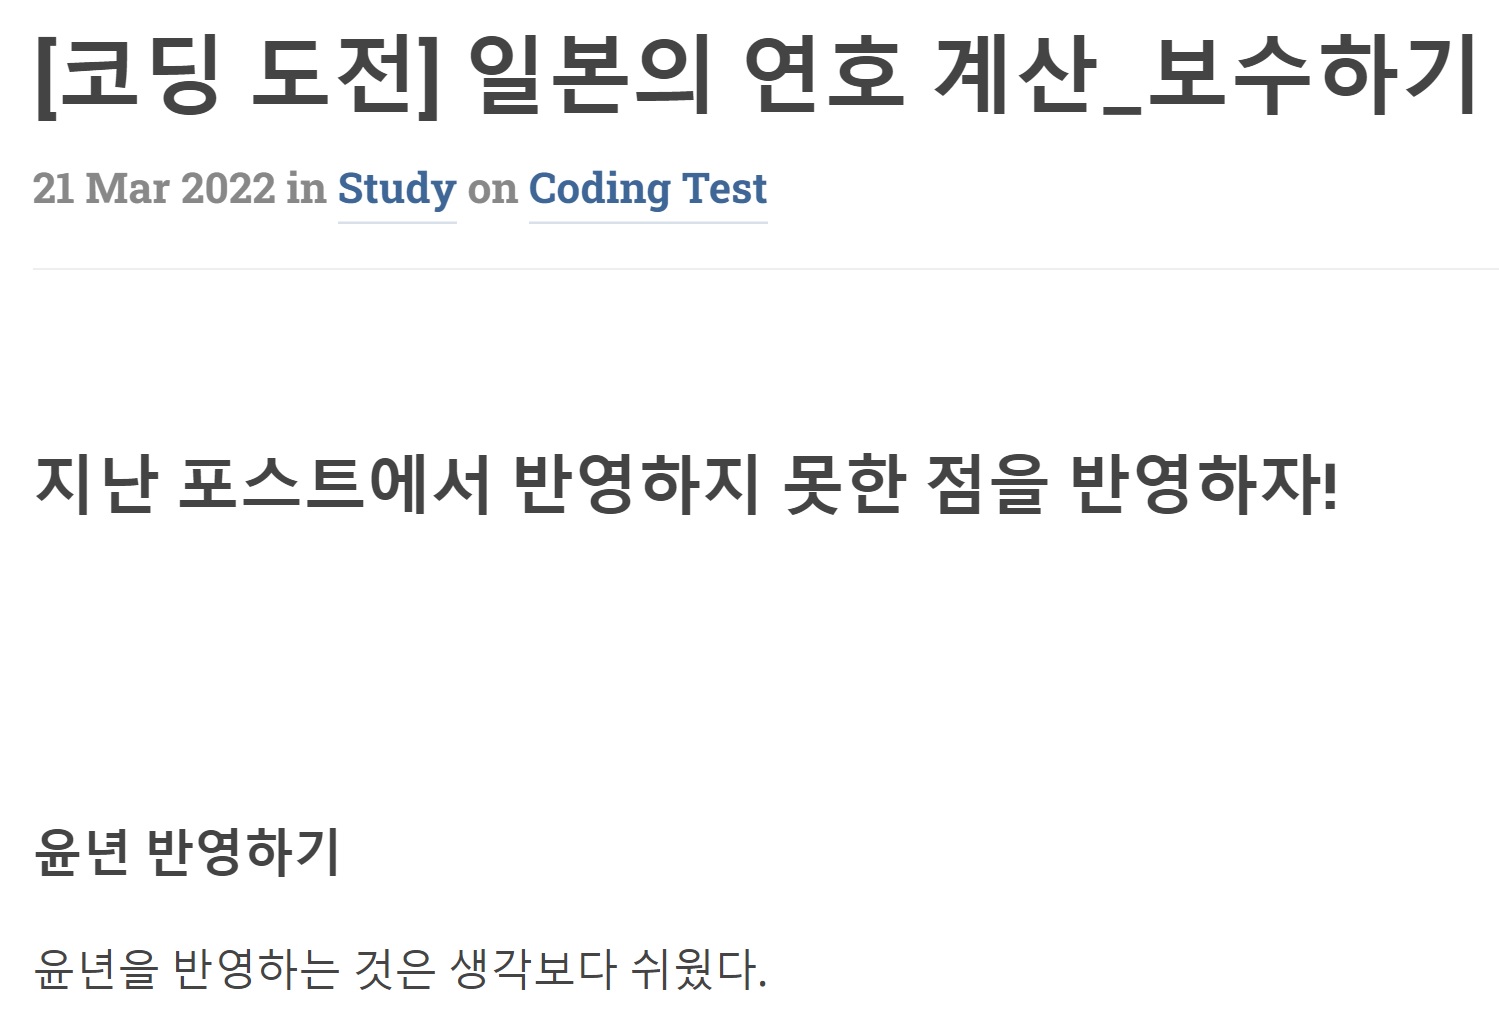 [코딩 도전] 일본의 연호 계산_보수하기
21 Mar 2022 in Study on Coding Test
지난 포스트에서 반영하지 못한 점을 반영하자!
윤년 반영하기
윤년을 반영하는 것은 생각보다 쉬웠다.